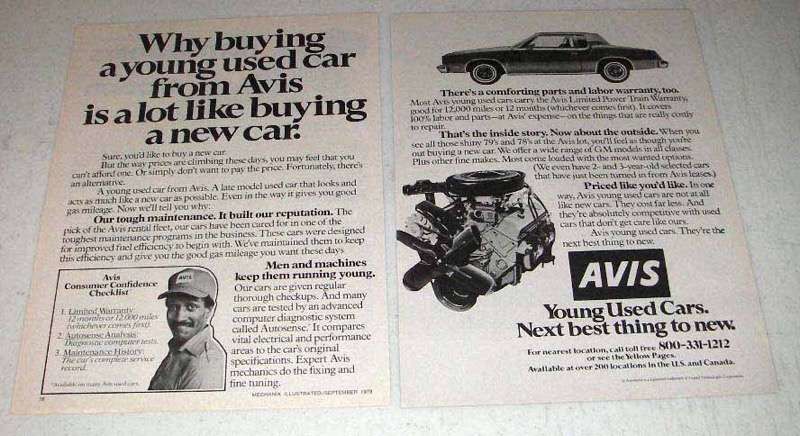 Why buying
a young used car
from Avis
is a lot like buying
a new car.
Sure, you'd like to buy a new car.
But the way prices are climbing these days, you may feel that you
can't afford one. Or simply don't want to pay the price. Fortunately, there's
an alternative.
A young used car from Avis. A late model used car that looks and
acts as much like a new car as possible. Even in the way it gives you good
gas mileage. Now we'll tell you why:
Our tough maintenance. It built our reputation. The
pick of the Avis rental fleet, our cars have been cared for in one of the
toughest maintenance programs in the business. These cars were designed
for improved fuel efficiency to begin with. We've maintained them to keep
this efficiency and give you the good gas mileage you want these days
Avis
Consumer Confidence
Checklist
1. Limited Warranty
12-months or 12,000 miles
(whichever comes first).
2. Autosense Analysis
Diagnostic computer tests.
3. Maintenance History
The car's complete service
record.
*Available on many Avis used cars.
AVIS
Men and machines
keep them running young.
Our cars are given regular
thorough checkups. And many
cars are tested by an advanced
computer diagnostic system
called Autosense.* It compares
vital electrical and performance
areas to the car's original
specifications. Expert Avis
mechanics do the fixing and
fine tuning.
MECHANIX ILLUSTRATED/SEPTEMBER 1979
There's a comforting parts and labor warranty, too.
Most Avis young used cars carry the Avis Limited Power Train Warranty,
good for 12,000 miles or 12 months (whichever comes first). It covers
100% labor and parts—at Avis' expense—on the things that are really costly
to repair.
That's the inside story. Now about the outside. When you
see all those shiny 79's and 78's at the Avis lot, you'll feel as though you're
out buying a new car. We offer a wide range of GM models in all classes.
Plus other fine makes. Most come loaded with the most wanted options.
(We even have 2- and 3-year-old selected cars
that have just been turned in from Avis leases.)
Priced like you'd like. In one
way, Avis young used cars are not at all
like new cars. They cost far less. And
they're absolutely competitive with used
cars that don't get care like ours.
Avis young used cars. They're the
next best thing to new.
AVIS
Young Used Cars.
Next best thing to new.
For nearest location, call toll free 800-331-1212
or see the Yellow Pages.
Available at over 200 locations in the U.S. and Canada.